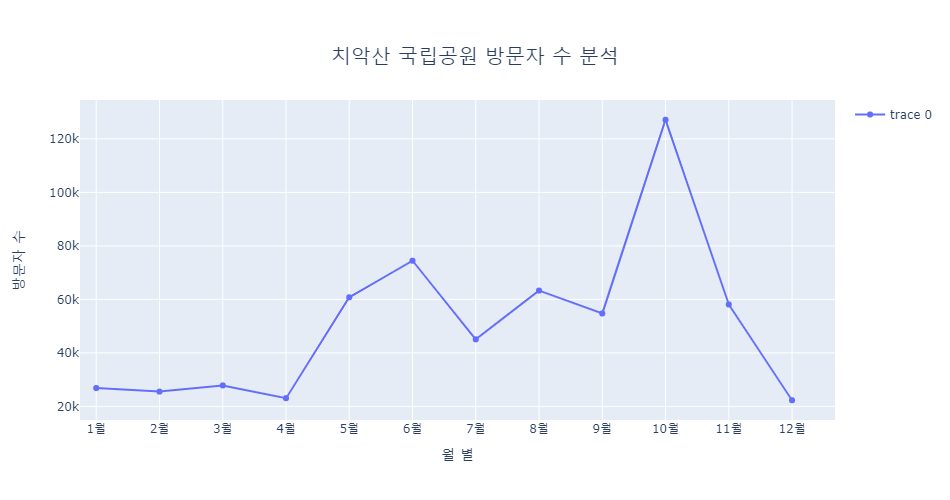 치악산 국립공원 방문자 수 분석
trace 0
방문자 수
120k
100k
80k
60k
40k
20k
1월 2월 3월 4월 5월 6월 7월 8월 9월 10월 11월 12월
월 별